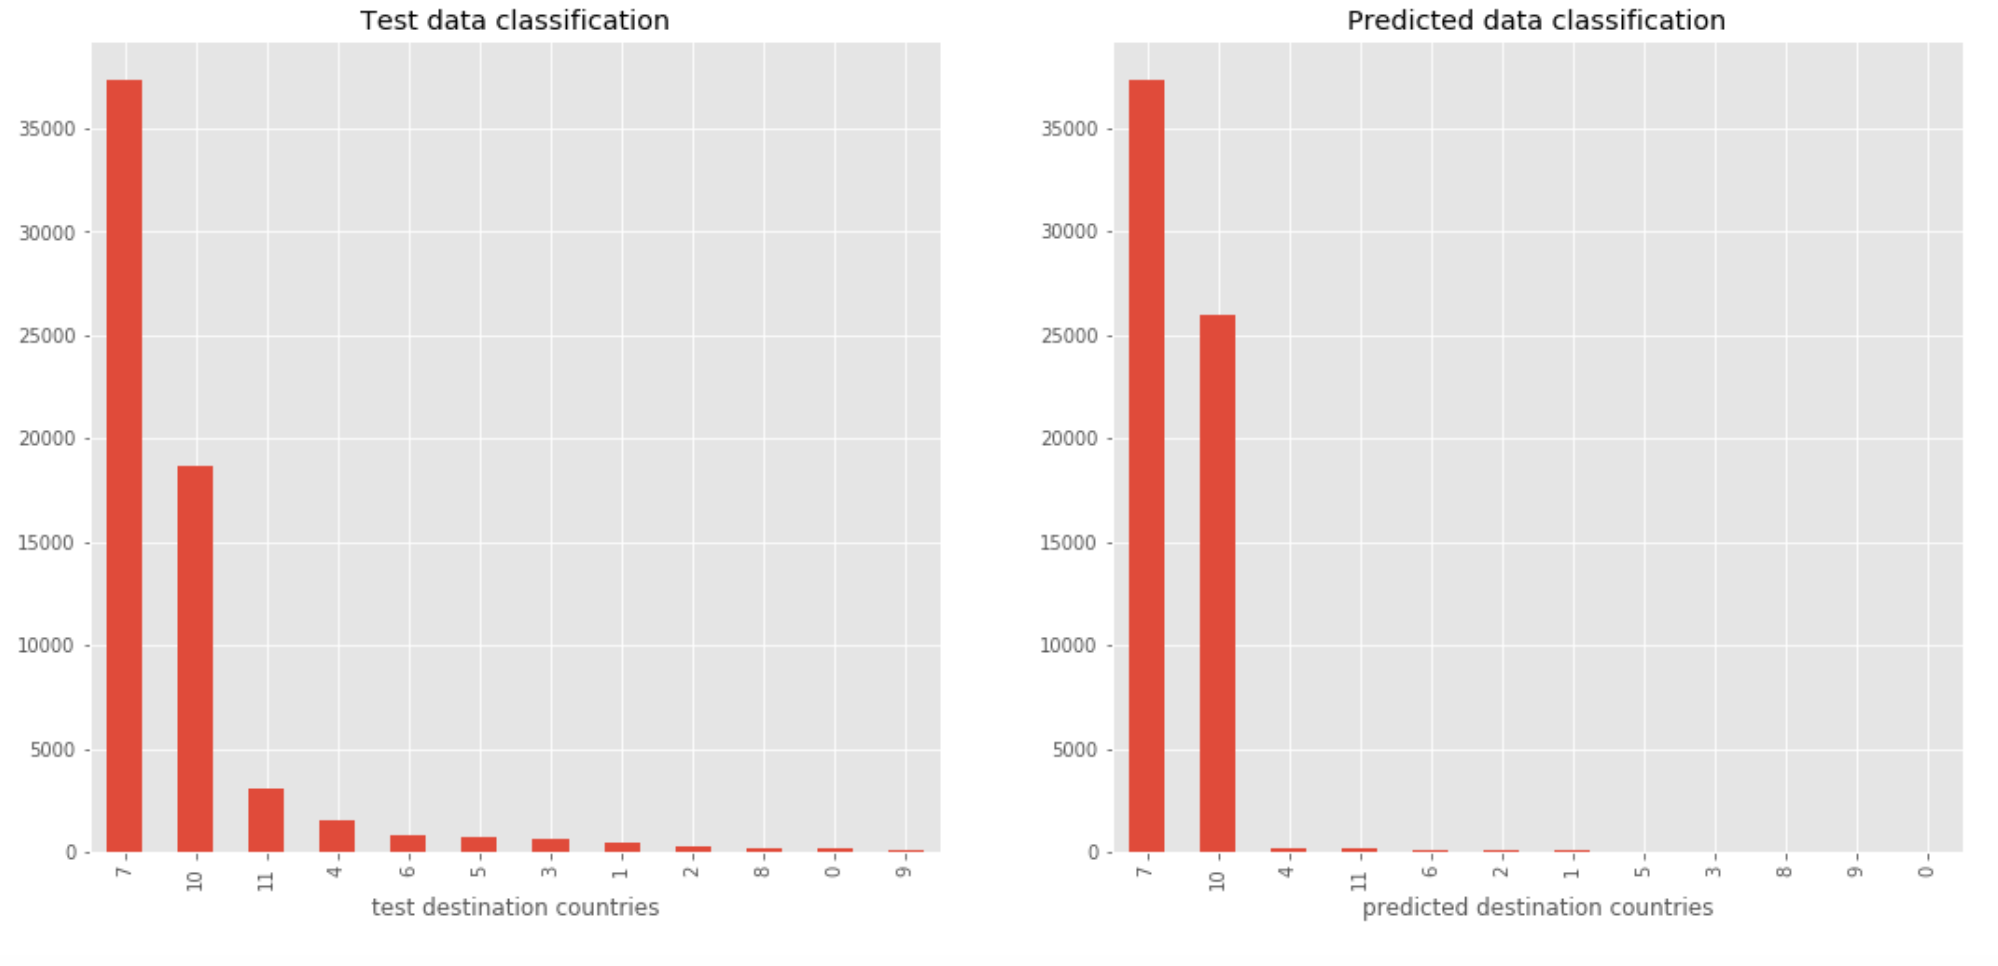 Test data classification
35000
30000
25000
20000
15000
10000
5000
0
7 10 11 4 6 5 3 1 2 8 0 9
test destination countries
Predicted data classification
35000
30000
25000
20000
15000
10000
5000
0
7 10 4 11 6 2 1 5 3 8 9 0
predicted destination countries